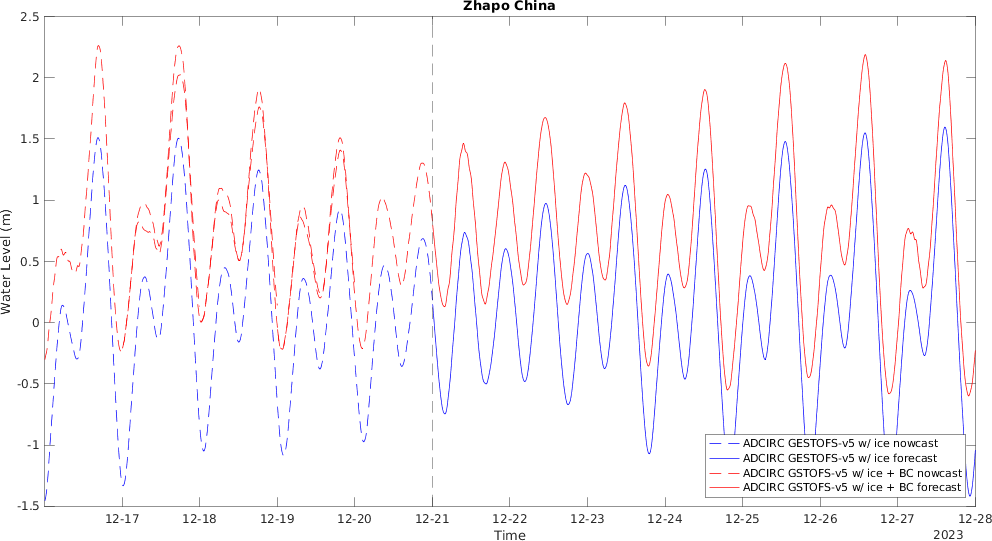 Zhapo China
2.5
2
1.5
1
0.5
0
-0.5
-1
-1.5
Water Level (m)
ADCIRC GESTOFS-v5 w/ ice nowcast
ADCIRC GESTOFS-v5 w/ ice forecast
ADCIRC GSTOFS-v5 w/ ice + BC nowcast
ADCIRC GSTOFS-v5 w/ ice + BC forecast
12-17 12-18 12-19 12-20 12-21 12-22 12-23 12-24 12-25 12-26 12-27 12-28
Time
2023